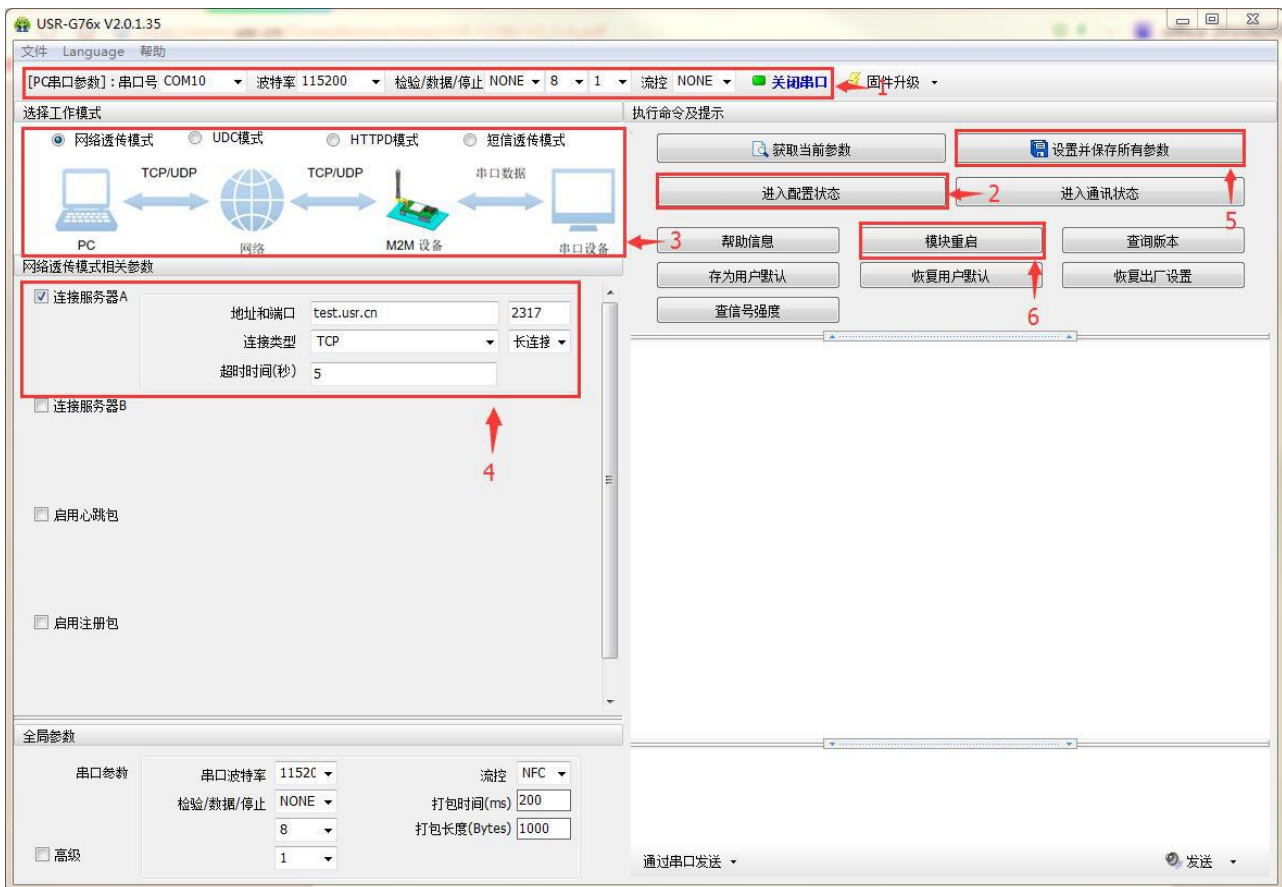 USR-G76x V2.0.1.35
文件 Language 帮助
[PC串口参数]:串口号 COM10 波特率 115200 检验/数据/停止 NONE 8 1 流控 NONE 关闭串口 1 固件升级
选择工作模式
网络透传模式 UDC模式 HTTPD模式 短信透传模式
TCP/UDP TCP/UDP 串口数据
PC 网络 M2M 设备 串口设备
3
网络透传模式相关参数
连接服务器A
地址和端口 test.usr.cn 2317
连接类型 TCP 长连接
超时时间(秒) 5
4
连接服务器B
启用心跳包
启用注册包
全局参数
串口参数 串口波特率 1152C 流控 NFC
检验/数据/停止 NONE 打包时间(ms) 200
8 打包长度(Bytes) 1000
高级 1
执行命令及提示
获取当前参数 设置并保存所有参数
5
进入配置状态 2 进入通讯状态
帮助信息 模块重启 查询版本
6
存为用户默认 恢复用户默认 恢复出厂设置
查信号强度
通过串口发送 发送